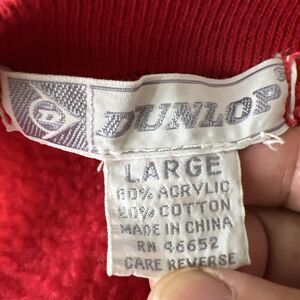 D DUNLOP ®
LARGE
80% ACRYLIC
20% COTTON
MADE IN CHINA
RN 46652
CARE REVERSE